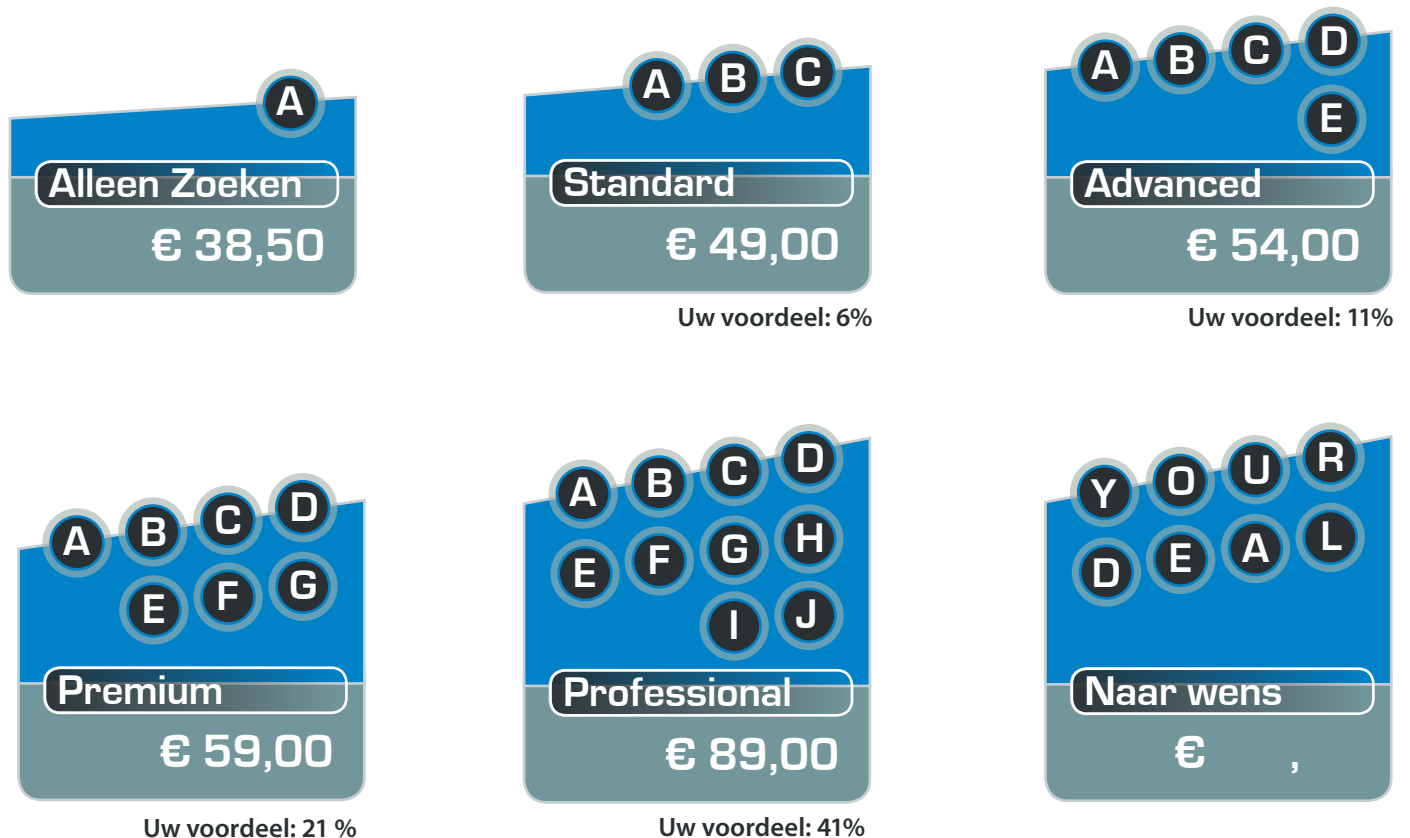 A
Alleen Zoeken
€ 38,50
A B C
Standard
€ 49,00
Uw voordeel: 6%
A B C D
E
Advanced
€ 54,00
Uw voordeel: 11%
A B C D
E F G
Premium
€ 59,00
Uw voordeel: 21 %
A B C D
E F G H
I J
Professional
€ 89,00
Uw voordeel: 41%
Y O U R
D E A L
Naar wens
€ ,